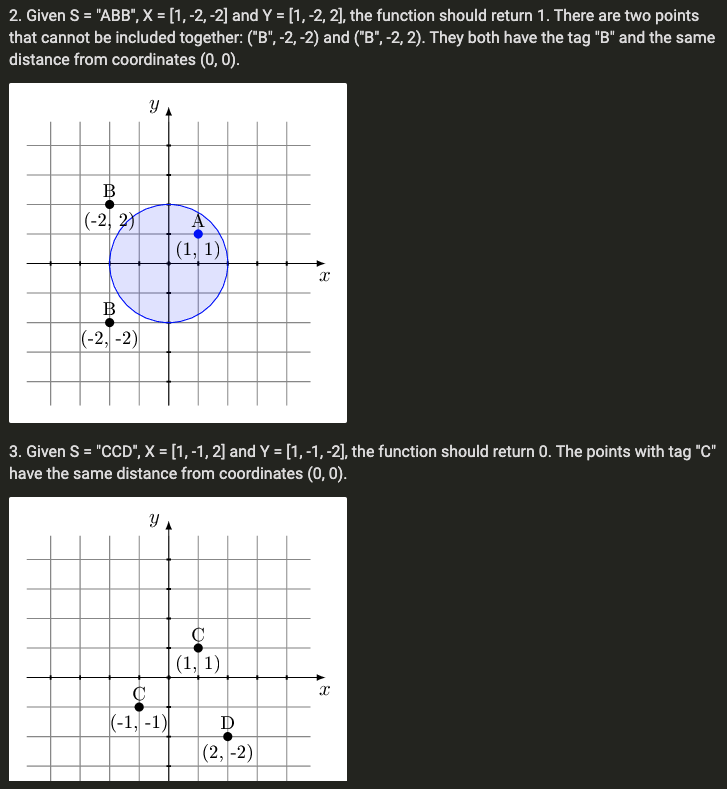 2. Given S = "ABB", X = [1, -2, -2] and Y = [1, -2, 2], the function should return 1. There are two points
that cannot be included together: ("B", -2, -2) and ("B", -2, 2). They both have the tag "B" and the same
distance from coordinates (0, 0).
y
B
(-2, 2)
A
(1, 1)
x
B
(-2, -2)
3. Given S = "CCD", X = [1, -1, 2] and Y = [1, -1, -2], the function should return 0. The points with tag "C"
have the same distance from coordinates (0, 0).
y
C
(1, 1)
x
C
(-1, -1)
D
(2, -2)